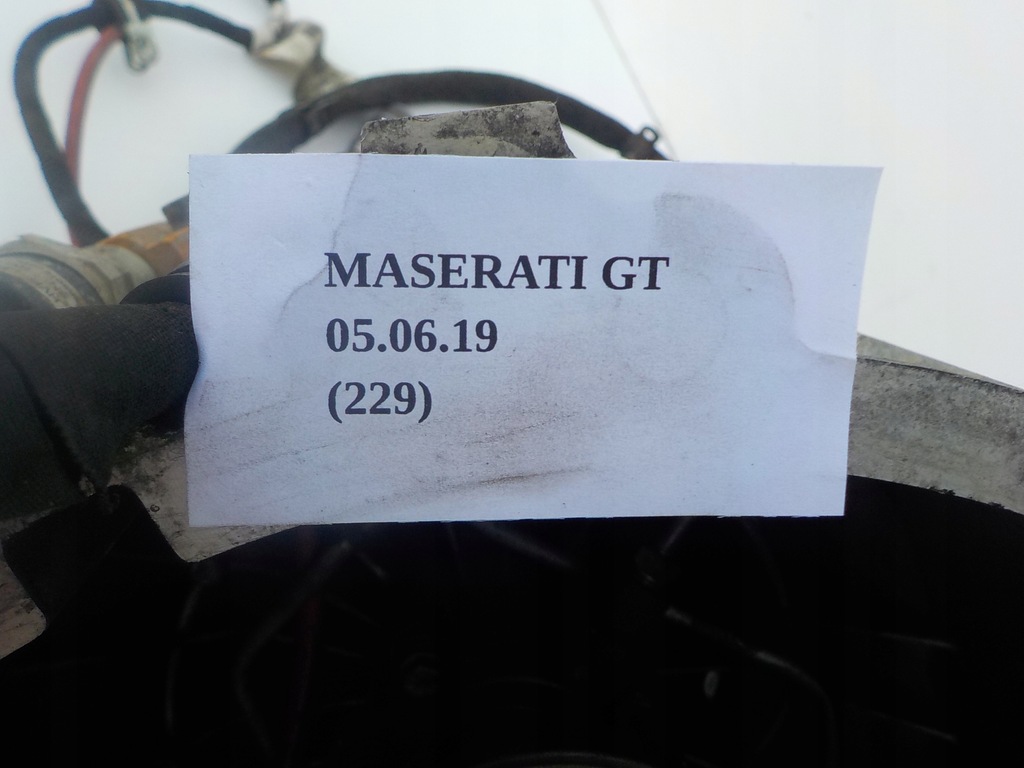 MASERATI GT
05.06.19
(229)